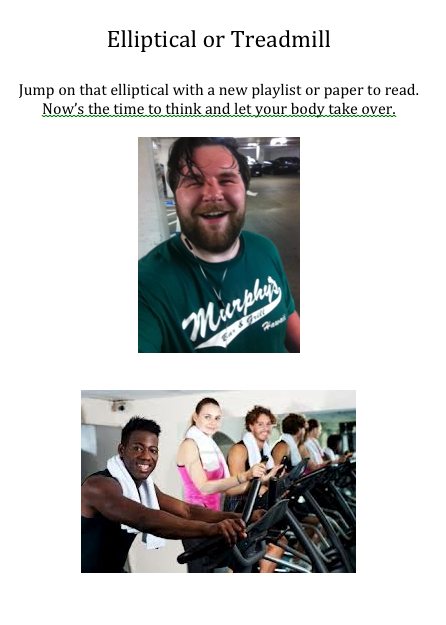 Elliptical or Treadmill
Jump on that elliptical with a new playlist or paper to read.
Now's the time to think and let your body take over.
Murphy's
Bar & Grill
Hawaii